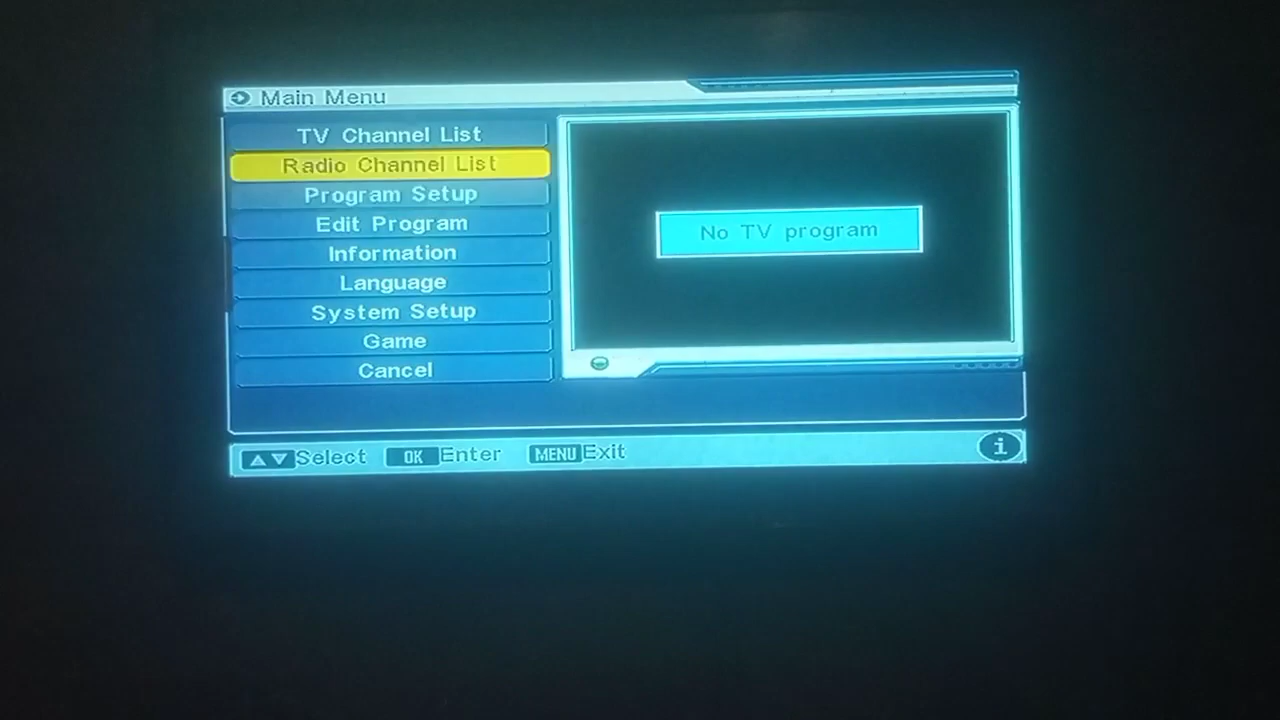 Main Menu
TV Channel List
Radio Channel List
Program Setup
Edit Program
Information
Language
System Setup
Game
Cancel
No TV program
▲▼ Select OK Enter MENU Exit i